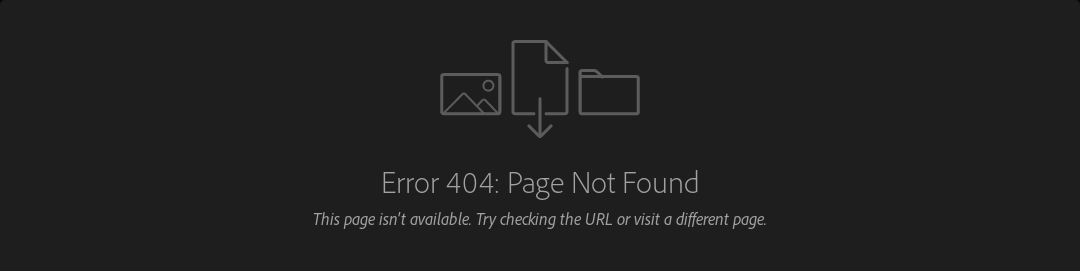 Error 404: Page Not Found
This page isn't available. Try checking the URL or visit a different page.